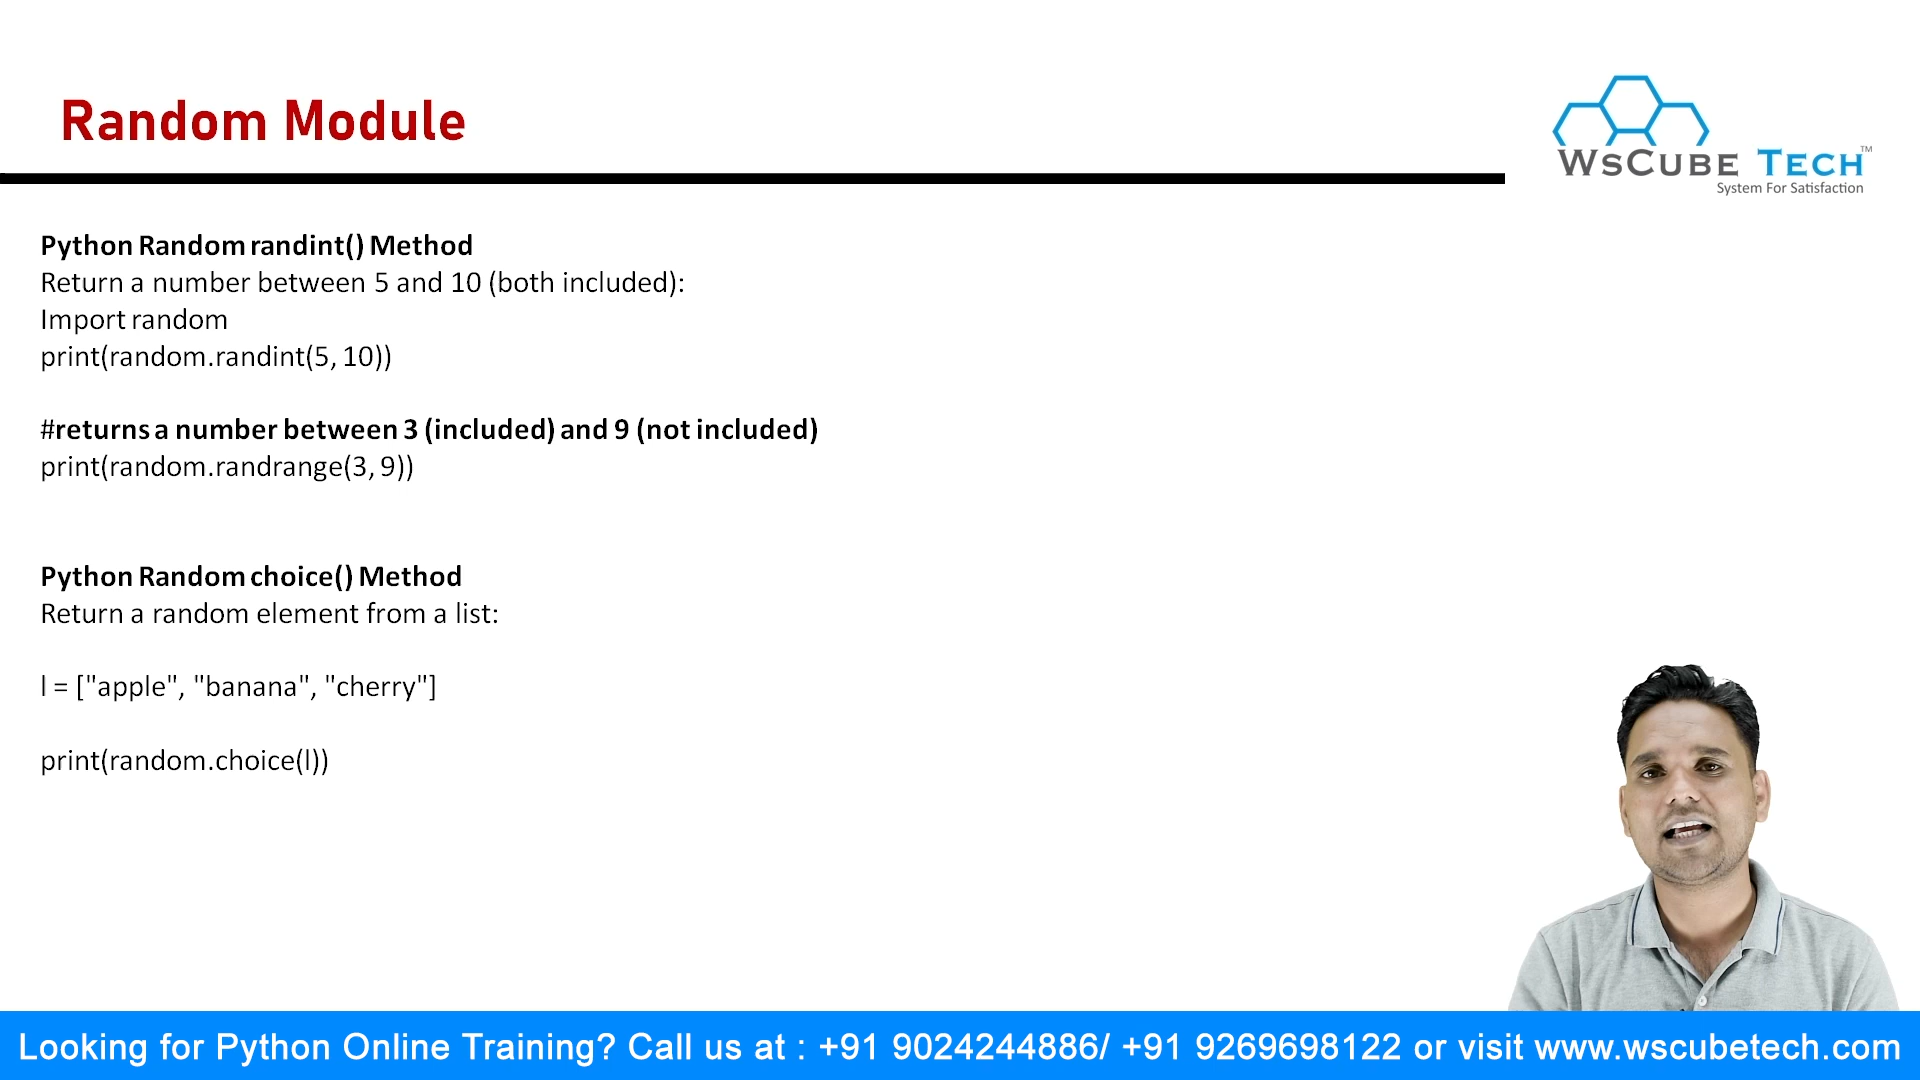 Random Module
WSCUBE TECH™
System For Satisfaction
Python Random randint() Method
Return a number between 5 and 10 (both included):
Import random
print(random.randint(5, 10))
#returns a number between 3 (included) and 9 (not included)
print(random.randrange(3, 9))
Python Random choice() Method
Return a random element from a list:
l = ["apple", "banana", "cherry"]
print(random.choice(l))
Looking for Python Online Training? Call us at : +91 9024244886/ +91 9269698122 or visit www.wscubetech.com